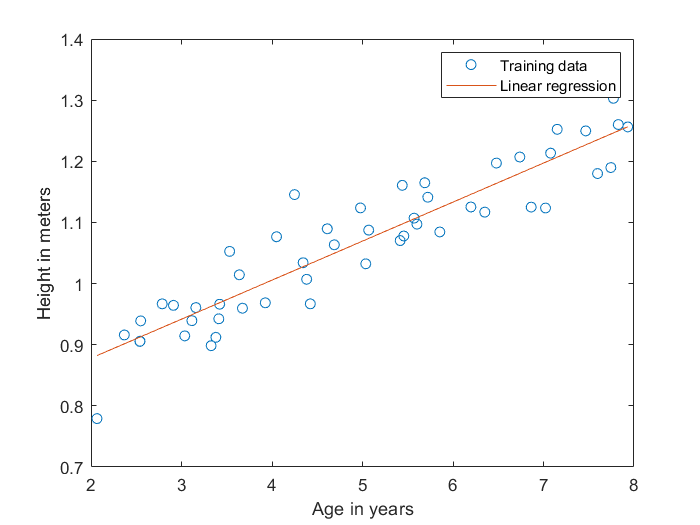 1.4
1.3
1.2
1.1
1
0.9
0.8
0.7
Height in meters
Training data
Linear regression
2 3 4 5 6 7 8
Age in years